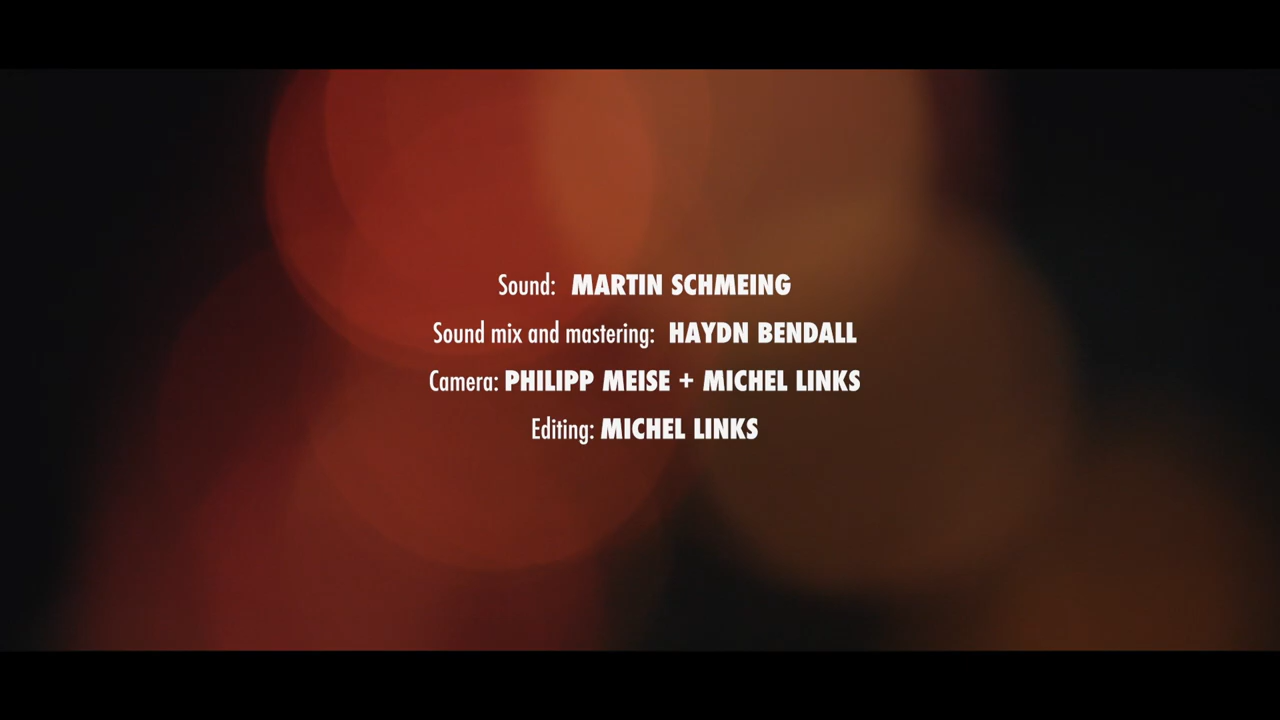 Sound: MARTIN SCHMEING
Sound mix and mastering: HAYDN BENDALL
Camera: PHILIPP MEISE + MICHEL LINKS
Editing: MICHEL LINKS